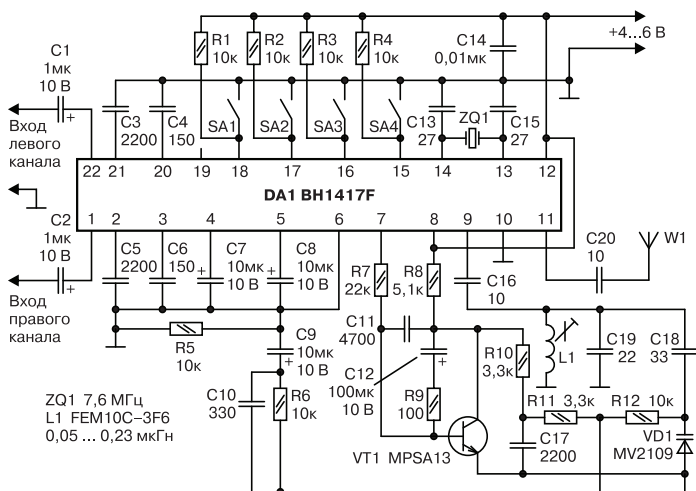 C1
1мк
10 В
R1
10к
R2
10к
R3
10к
R4
10к
C14
0,01мк
+4...6 В
Вход
левого
канала
C3
2200
C4
150
SA1
SA2
SA3
SA4
C13
27
ZQ1
C15
27
22 21 20 19 18 17 16 15 14 13 12
DA1 BH1417F
1 2 3 4 5 6 7 8 9 10 11
C2
1мк
10 В
Вход
правого
канала
C5
2200
C6
150
C7
10мк
10 В
C8
10мк
10 В
R7
22к
R8
5,1к
C16
10
C20
10
W1
R5
10к
C9
10мк
10 В
C11
4700
C12
100мк
10 В
R10
3,3к
L1
C19
22
C18
33
ZQ1 7,6 МГц
L1 FEM10C–3F6
0,05 ... 0,23 мкГн
C10
330
R6
10к
R9
100
VT1 MPSA13
R11 3,3к
R12 10к
C17
2200
VD1
MV2109